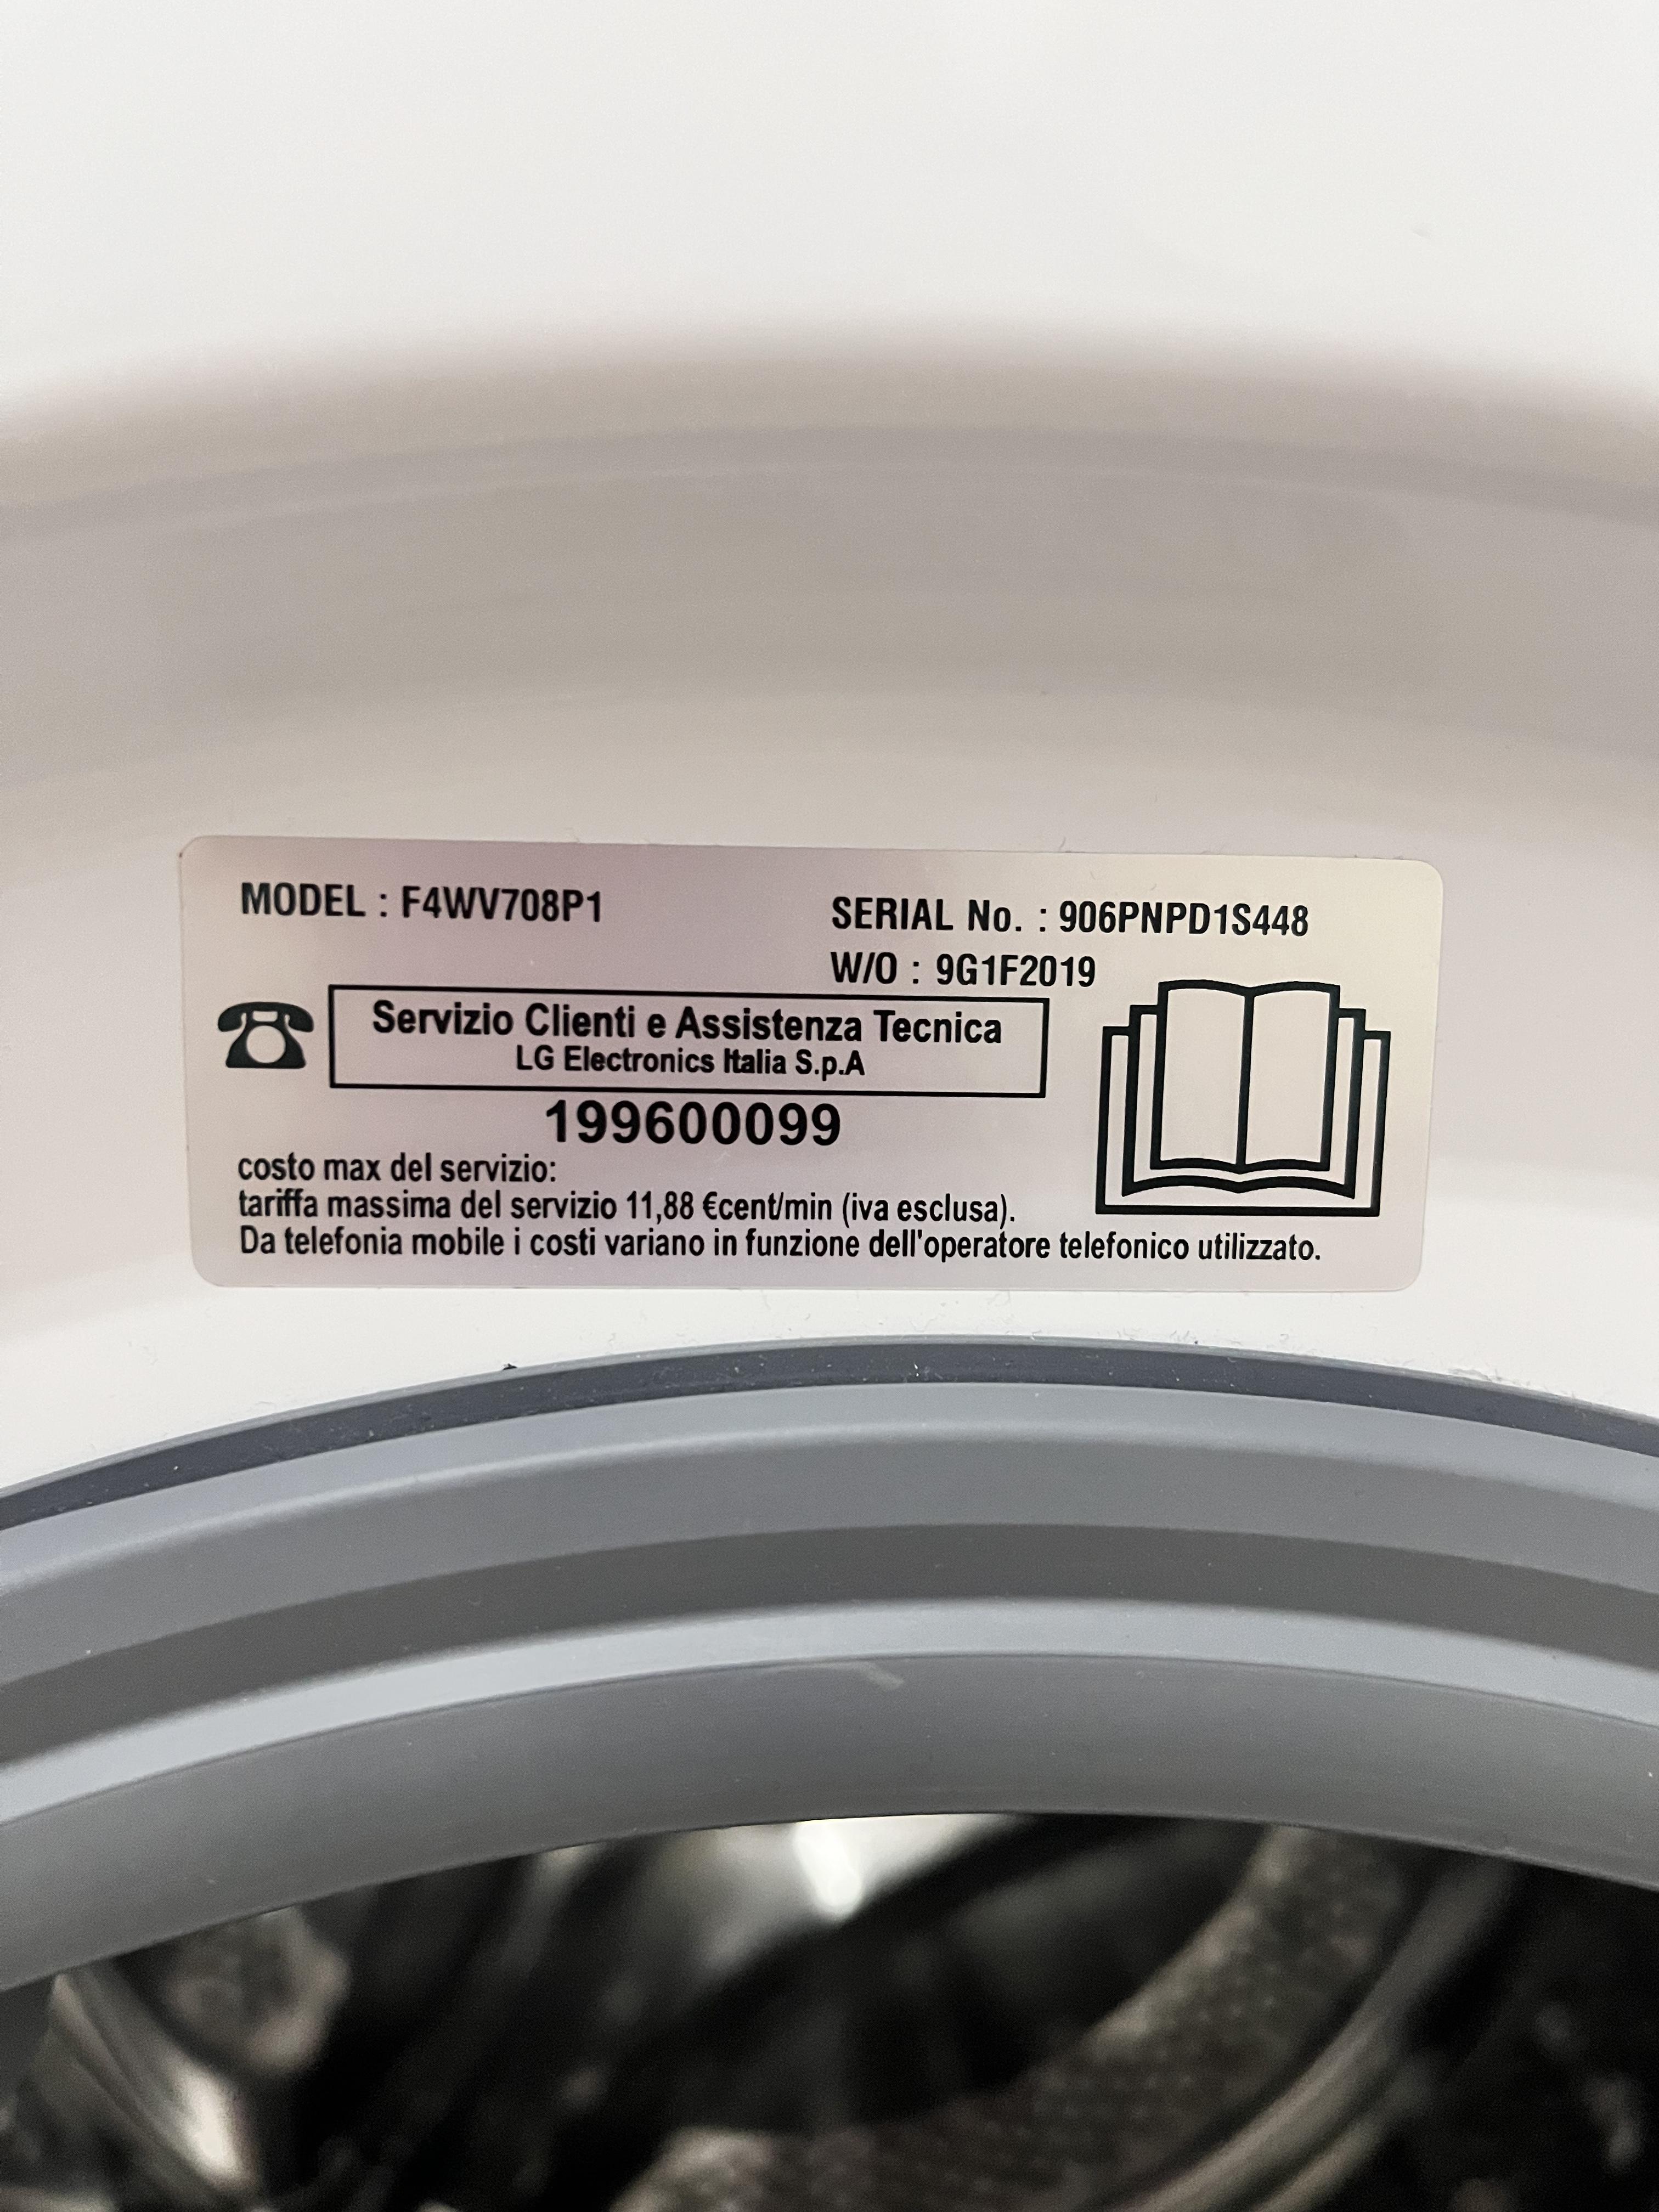 MODEL : F4WV708P1
SERIAL No. : 906PNPD1S448
W/O : 9G1F2019
Servizio Clienti e Assistenza Tecnica
LG Electronics Italia S.p.A
199600099
costo max del servizio:
tariffa massima del servizio 11,88 €cent/min (iva esclusa).
Da telefonia mobile i costi variano in funzione dell'operatore telefonico utilizzato.